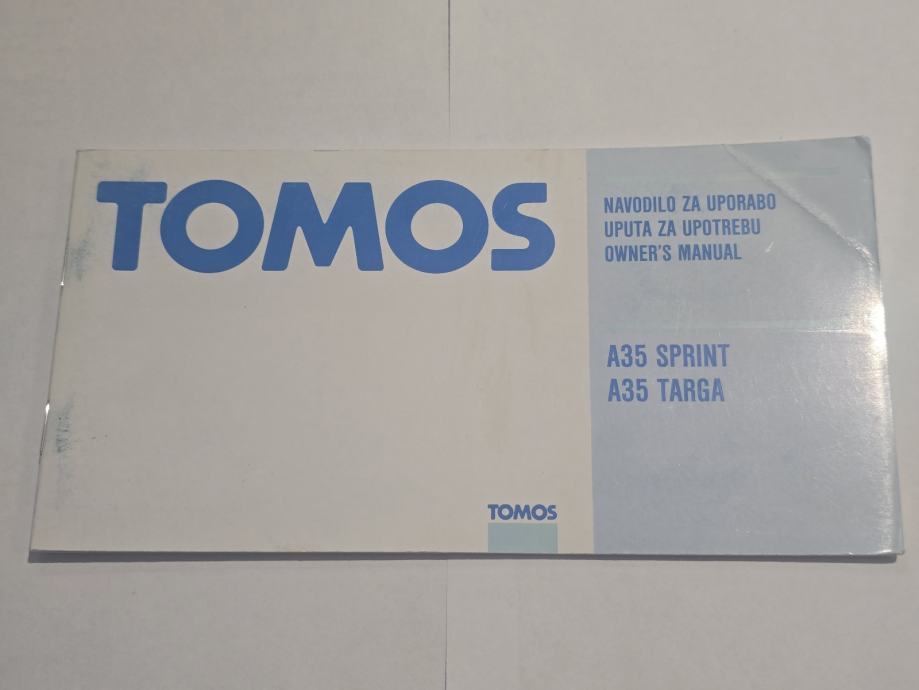 TOMOS
NAVODILO ZA UPORABO
UPUTA ZA UPOTREBU
OWNER'S MANUAL
A35 SPRINT
A35 TARGA
TOMOS